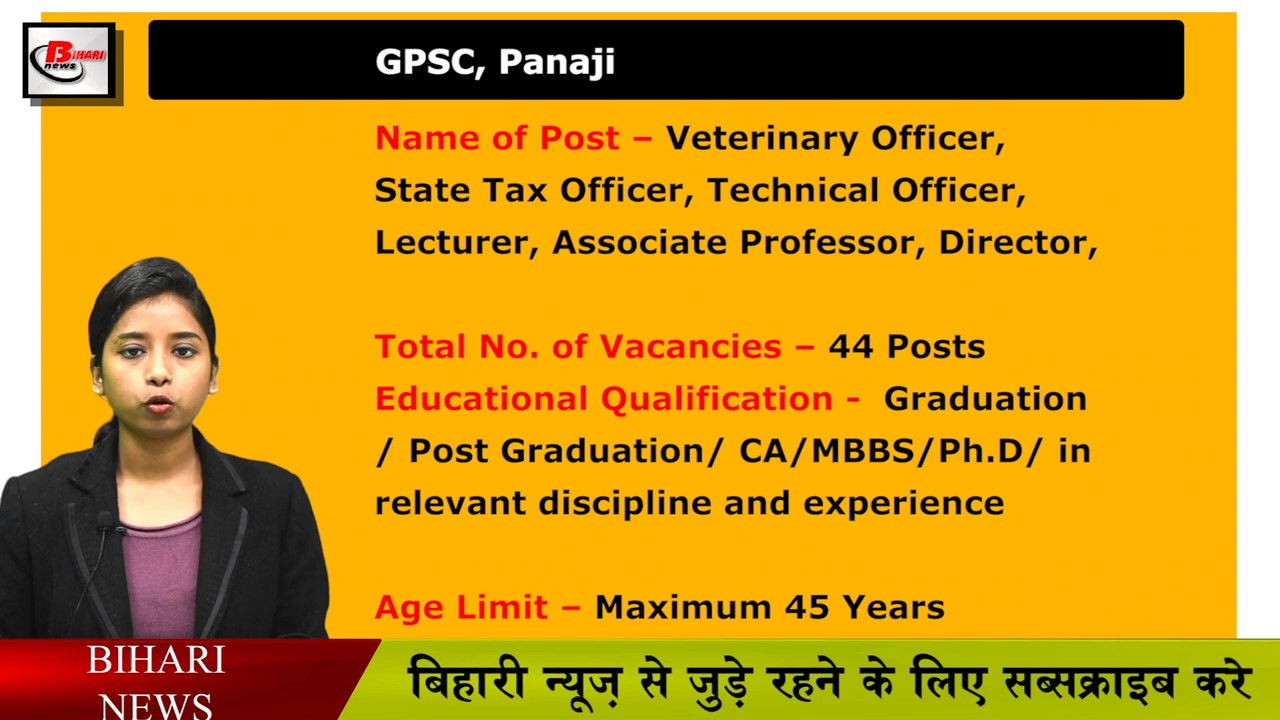 BIHARI
news
GPSC, Panaji
Name of Post – Veterinary Officer,
State Tax Officer, Technical Officer,
Lecturer, Associate Professor, Director,
Total No. of Vacancies – 44 Posts
Educational Qualification - Graduation
/ Post Graduation/ CA/MBBS/Ph.D/ in
relevant discipline and experience
Age Limit – Maximum 45 Years
BIHARI
NEWS
बिहारी न्यूज़ से जुड़े रहने के लिए सब्सक्राइब करे